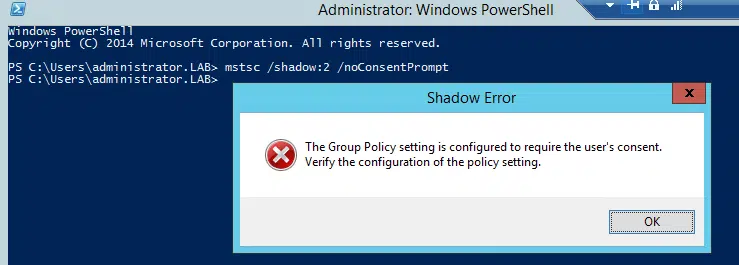 Administrator: Windows PowerShell
Windows PowerShell
Copyright (C) 2014 Microsoft Corporation. All rights reserved.
PS C:\Users\administrator.LAB> mstsc /shadow:2 /noConsentPrompt
PS C:\Users\administrator.LAB>
Shadow Error
x
The Group Policy setting is configured to require the user's consent.
Verify the configuration of the policy setting.
OK